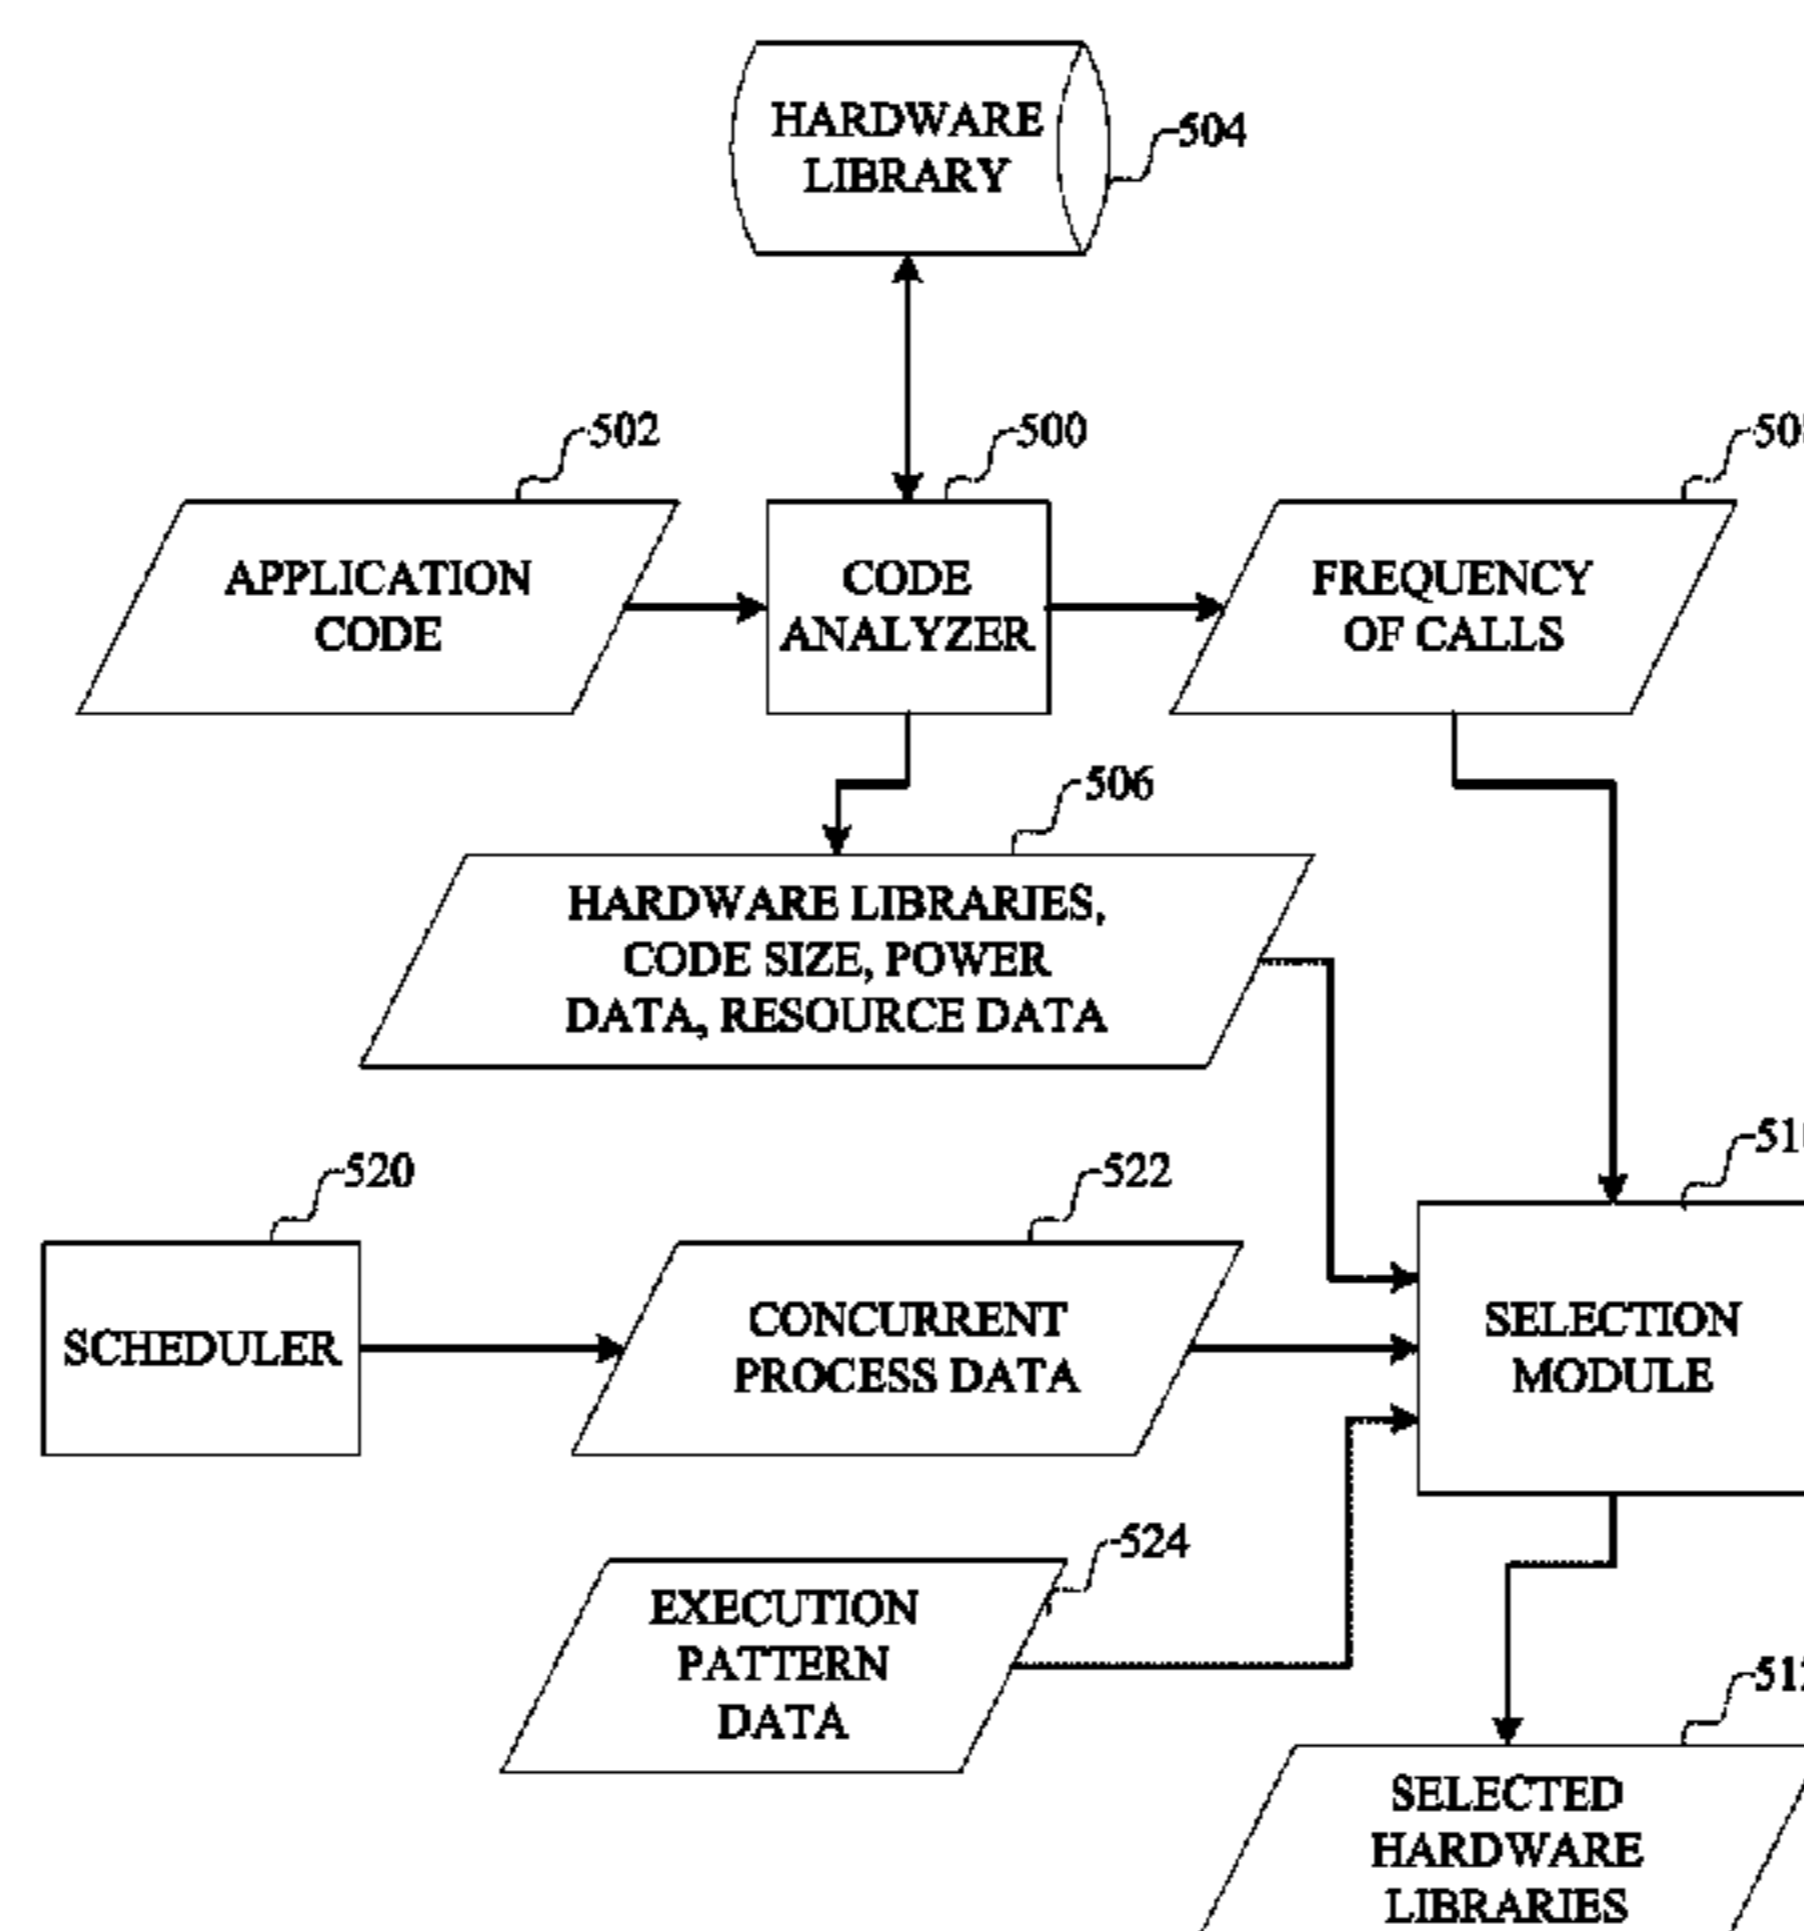 HARDWARE
LIBRARY
504
502
500
APPLICATION
CODE
CODE
ANALYZER
FREQUENCY
OF CALLS
506
HARDWARE LIBRARIES,
CODE SIZE, POWER
DATA, RESOURCE DATA
520
522
SCHEDULER
CONCURRENT
PROCESS DATA
SELECTION
MODULE
524
EXECUTION
PATTERN
DATA
SELECTED
HARDWARE
LIBRARIES